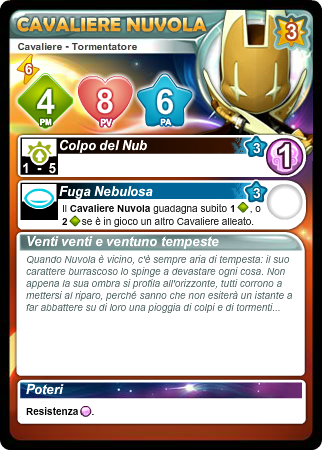 CAVALIERE NUVOLA
3
Cavaliere - Tormentatore
6
4
PM
8
PV
6
PA
Colpo del Nub
3
1
1 - 5
Fuga Nebulosa
3
Il Cavaliere Nuvola guadagna subito 1 , o
2 se è in gioco un altro Cavaliere alleato.
Venti venti e ventuno tempeste
Quando Nuvola è vicino, c'è sempre aria di tempesta: il suo
carattere burrascoso lo spinge a devastare ogni cosa. Non
appena la sua ombra si profila all'orizzonte, tutti corrono a
mettersi al riparo, perché sanno che non esiterà un istante a
far abbattere su di loro una pioggia di colpi e di tormenti...
Poteri
Resistenza .